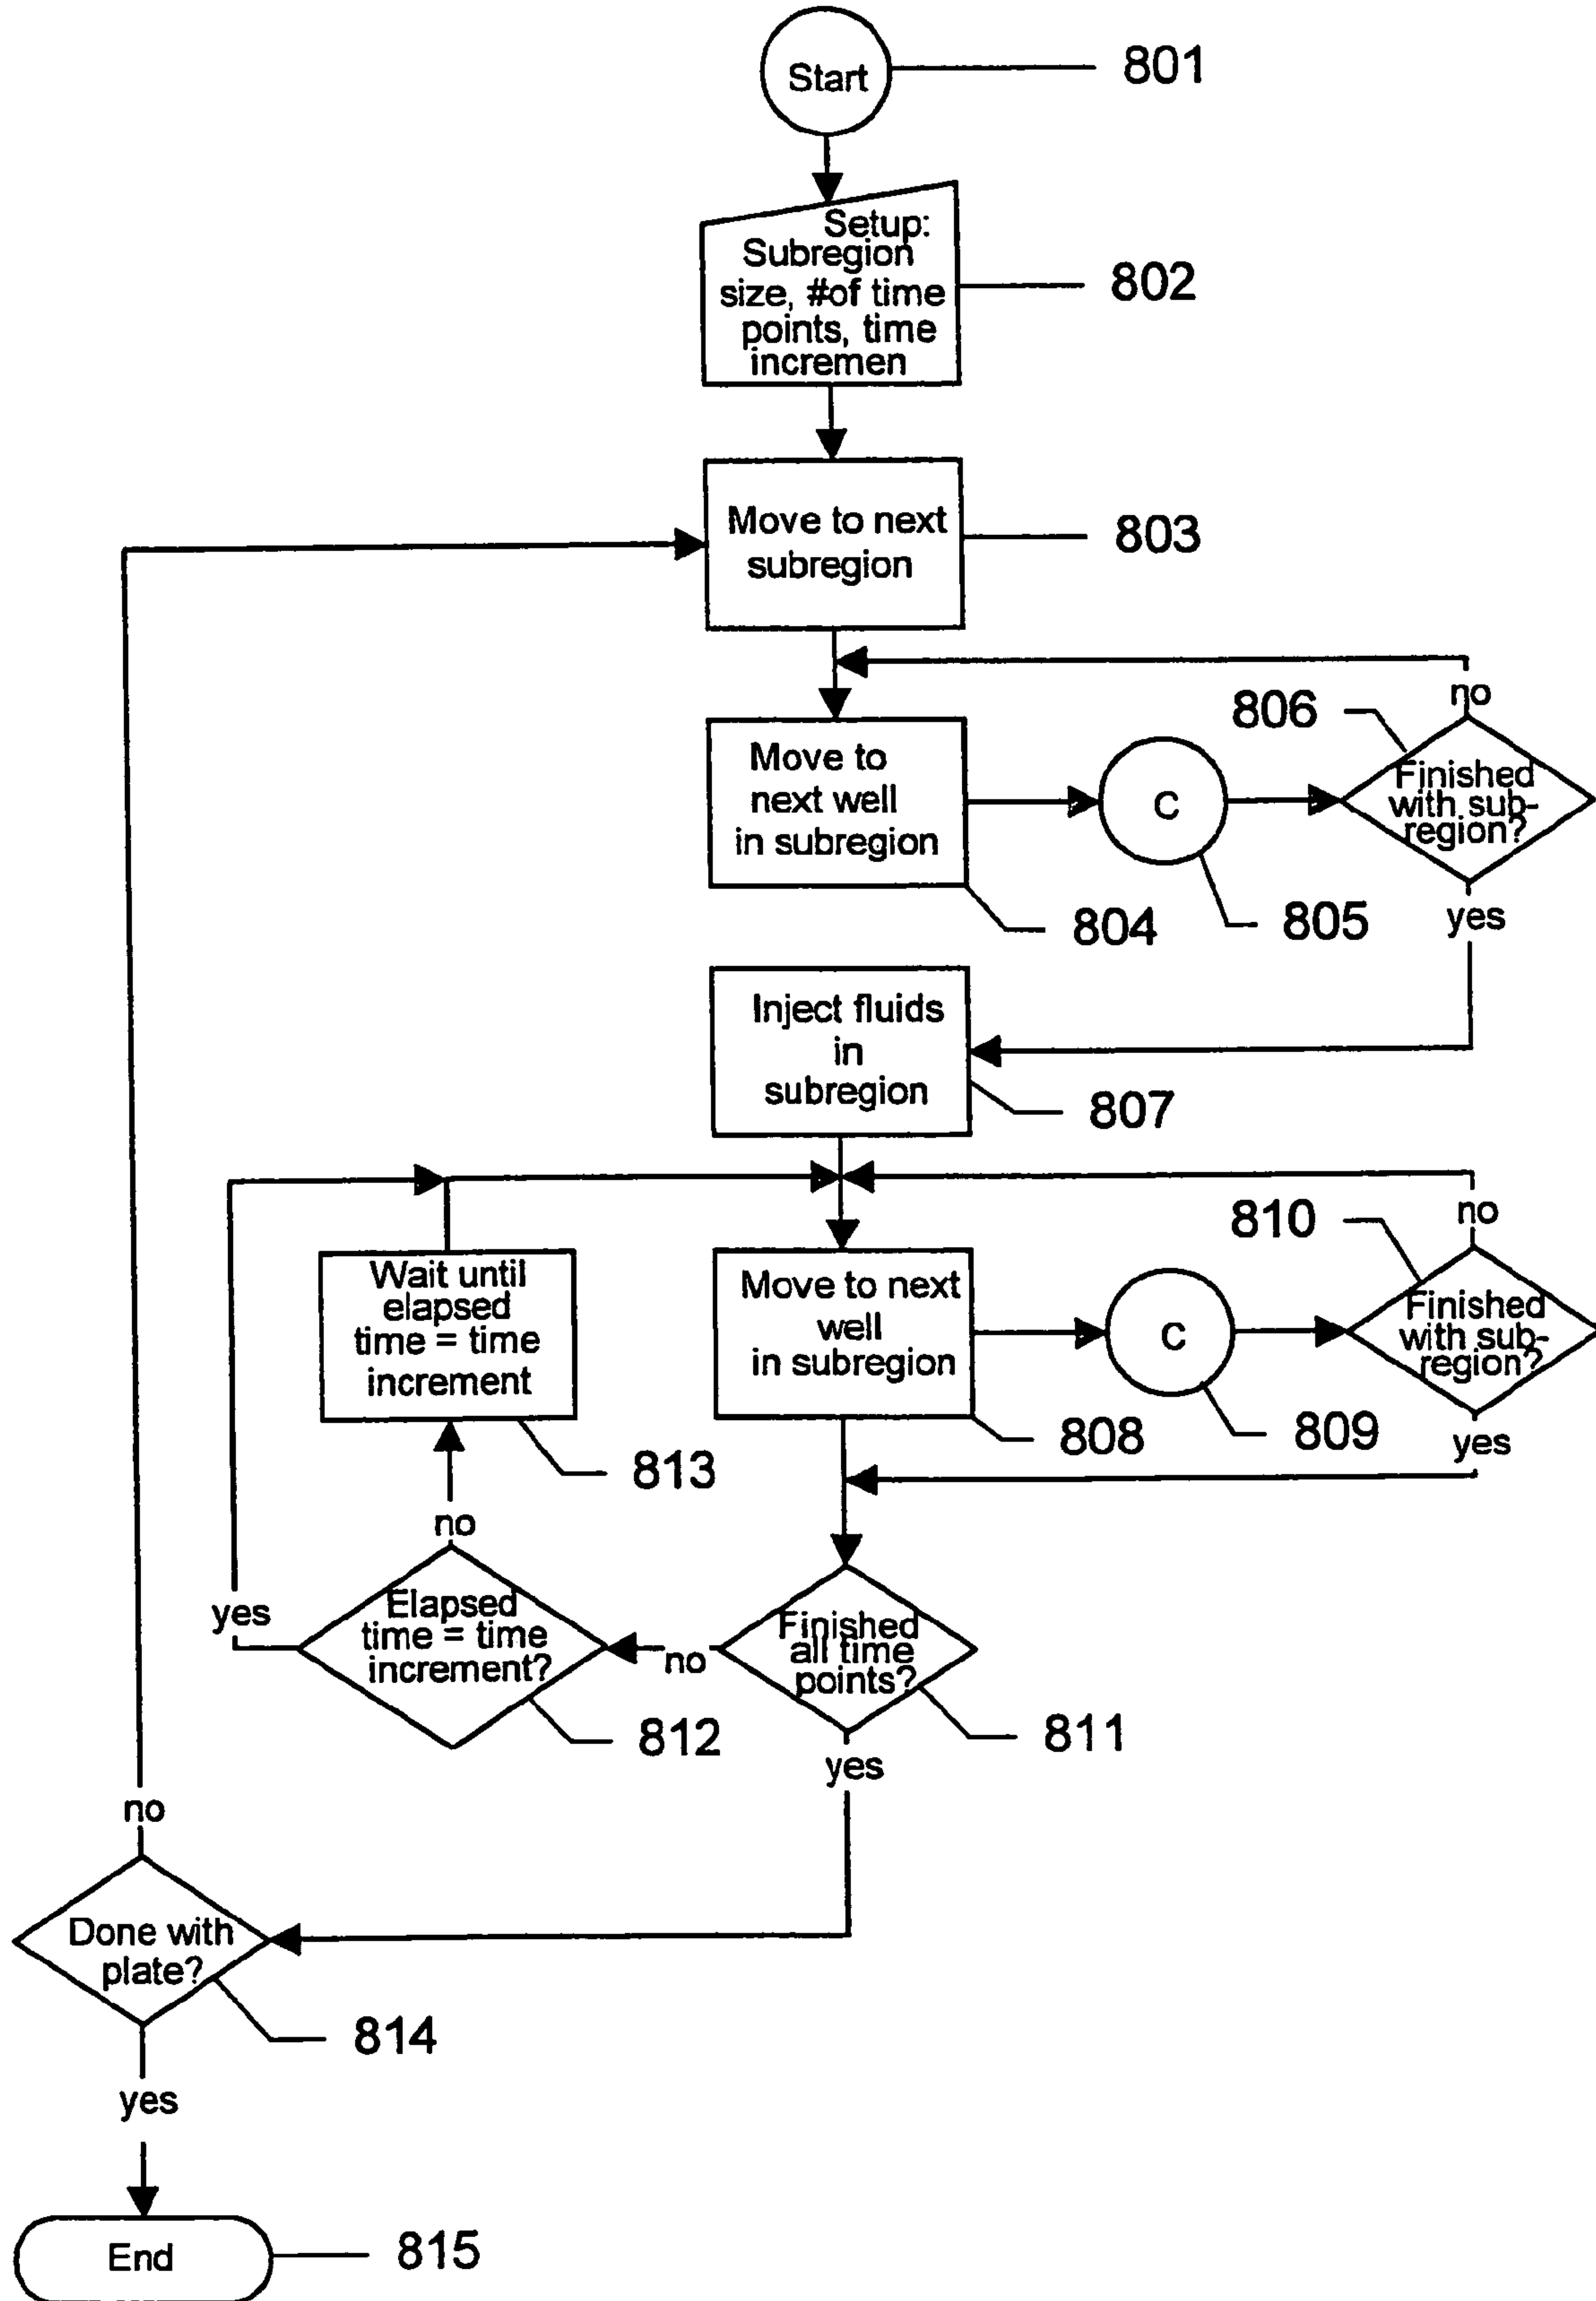 Start
801
Setup:
Subregion
size, #of time
points, time
incremen
802
Move to next
subregion
803
no
806
Move to
next well
in subregion
C
Finished
with sub-
region?
804
805
yes
Inject fluids
in
subregion
807
810
no
Wait until
elapsed
time = time
increment
Move to next
well
in subregion
C
Finished
with sub-
region?
813
808
809
yes
no
yes
Elapsed
time = time
increment?
no
Finished
all time
points?
812
811
yes
no
Done with
plate?
814
yes
End
815